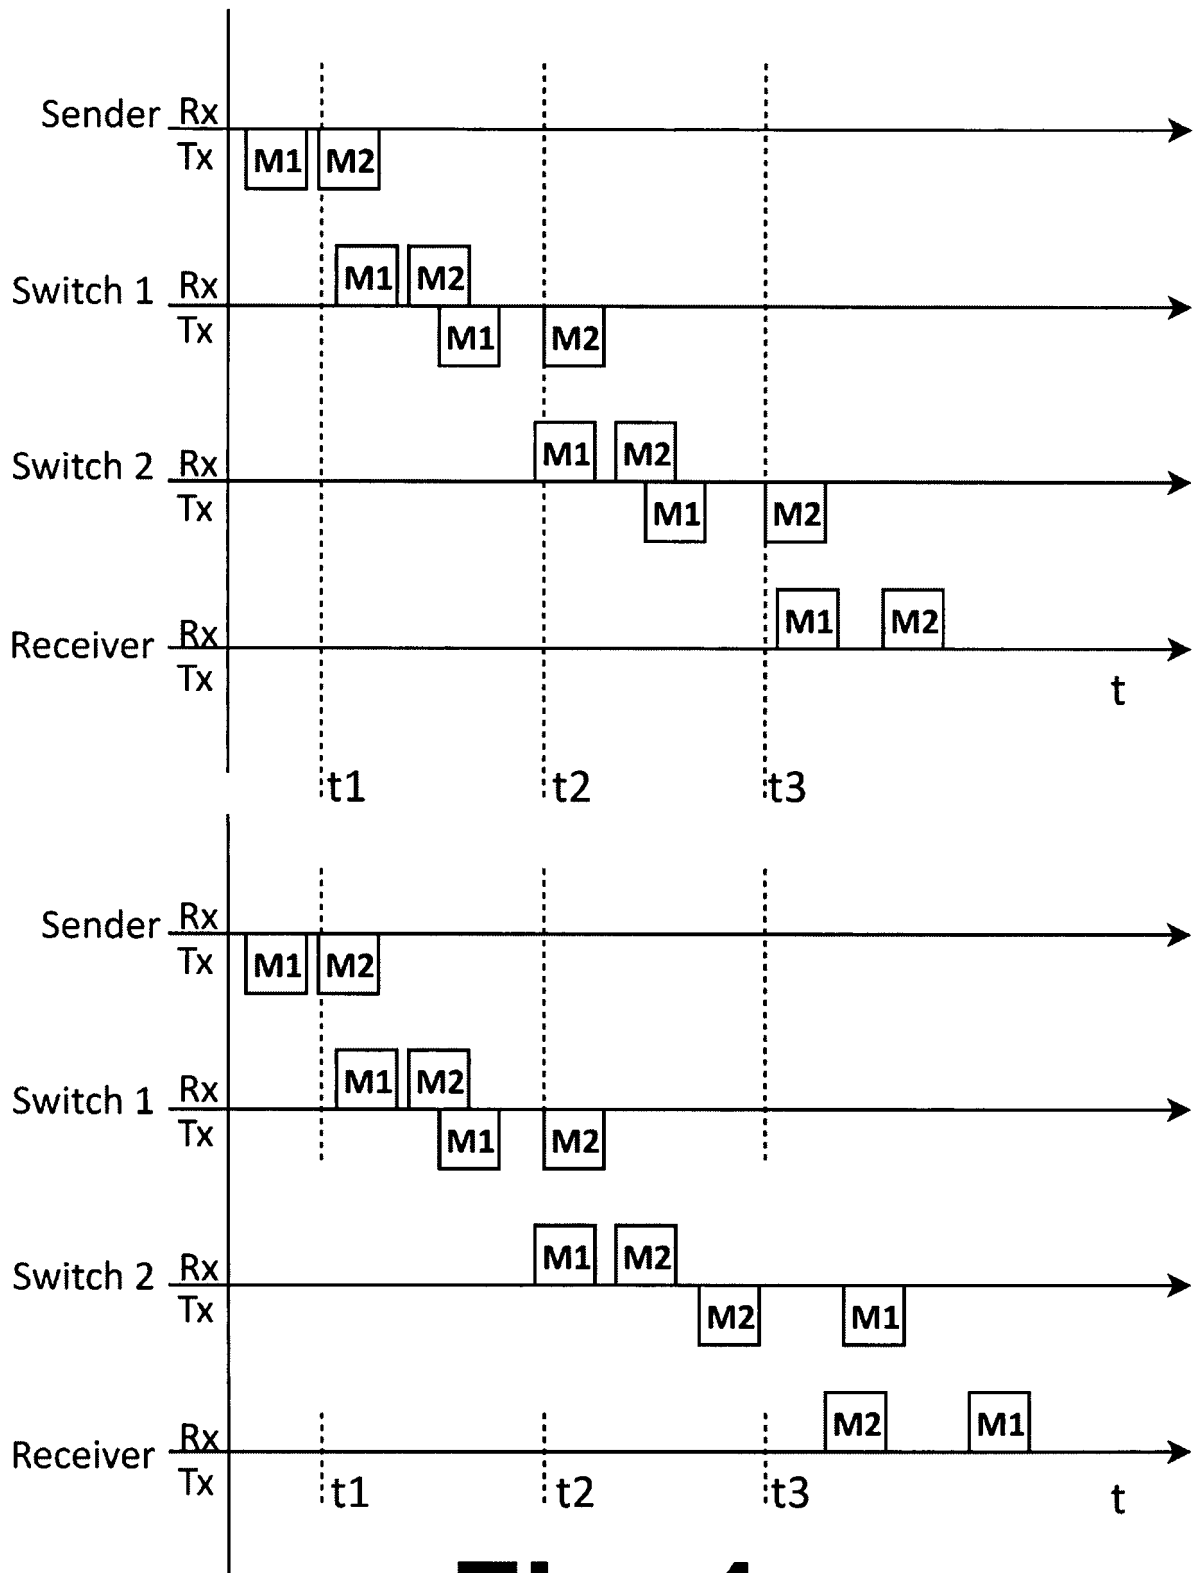 Sender Rx
Tx
M1 M2
M1 M2
Switch 1 Rx
Tx
M1 M2
M1 M2
Switch 2 Rx
Tx
M1 M2
M1 M2
Receiver Rx
Tx
t
t1 t2 t3
Sender Rx
Tx
M1 M2
M1 M2
Switch 1 Rx
Tx
M1 M2
M1 M2
Switch 2 Rx
Tx
M2 M1
M2 M1
Receiver Rx
Tx
t1 t2 t3 t